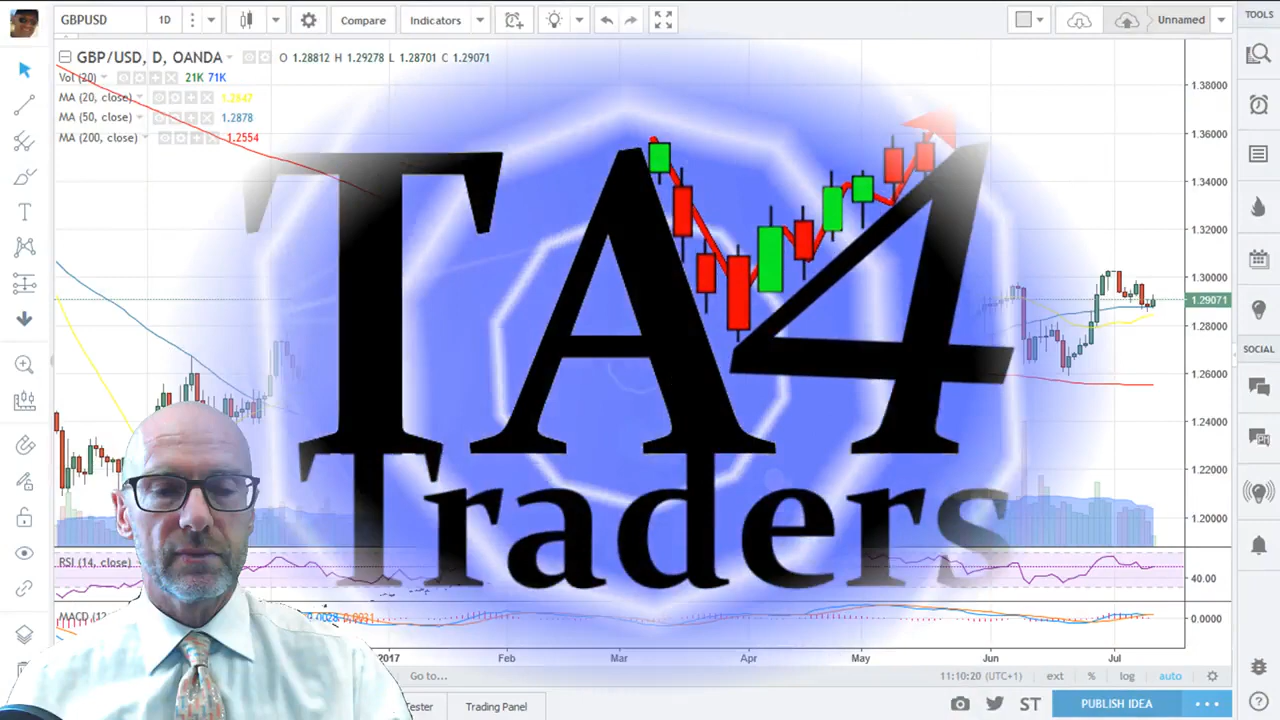 GBPUSD 1D Compare Indicators Unnamed TOOLS
GBP/USD, D, OANDA O 1.28812 H 1.29278 L 1.28701 C 1.29071
Vol (20) 21K 71K
MA (20, close) 1.2847
MA (50, close) 1.2878
MA (200, close) 1.2554
1.38000
1.36000
1.34000
1.32000
1.30000
1.29071
1.28000
1.26000
1.24000
1.22000
1.20000
SOCIAL
TA4
Traders
RSI (14, close)
40.00
MACD (12
0.0000
2017 Feb Mar Apr May Jun Jul
Go to... 11:10:20 (UTC+1) ext % log auto
Tester Trading Panel ST PUBLISH IDEA